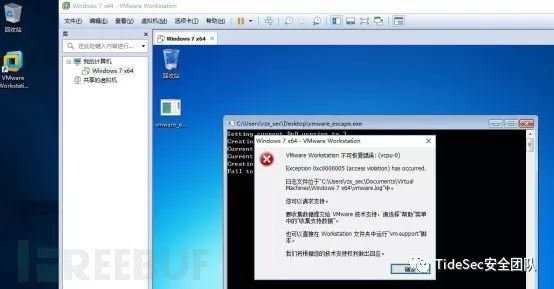 Windows 7 x64 - VMware Workstation
文件(F) 编辑(E) 查看(V) 虚拟机(M) 选项卡(T) 帮助(H)
回收站
库
在此处键入内容进行...
我的计算机
Windows 7 x64
共享的虚拟机
Windows 7 x64
VMware
Workstati...
回收站
vmware_e...
C:\Users\rzx_sec\Desktop\vmware_escape.exe
Setting current DnD version to 3
Creatin
Current
Current
Creatin
Fail to
Windows 7 x64 - VMware Workstation
VMware Workstation 不可恢复错误: (vcpu-0)
Exception 0xc0000005 (access violation) has occurred.
日志文件位于"C:\Users\rzx_sec\Documents\Virtual
Machines\Windows 7 x64\vmware.log"中。
您可以请求支持。
要收集数据提交给 VMware 技术支持，请选择"帮助"菜单
中的"收集支持数据"。
也可以直接在 Workstation 文件夹中运行"vm-support"脚
本。
我们将根据您的技术支持权利做出回应。
确定
REEBUF
TideSec安全团队